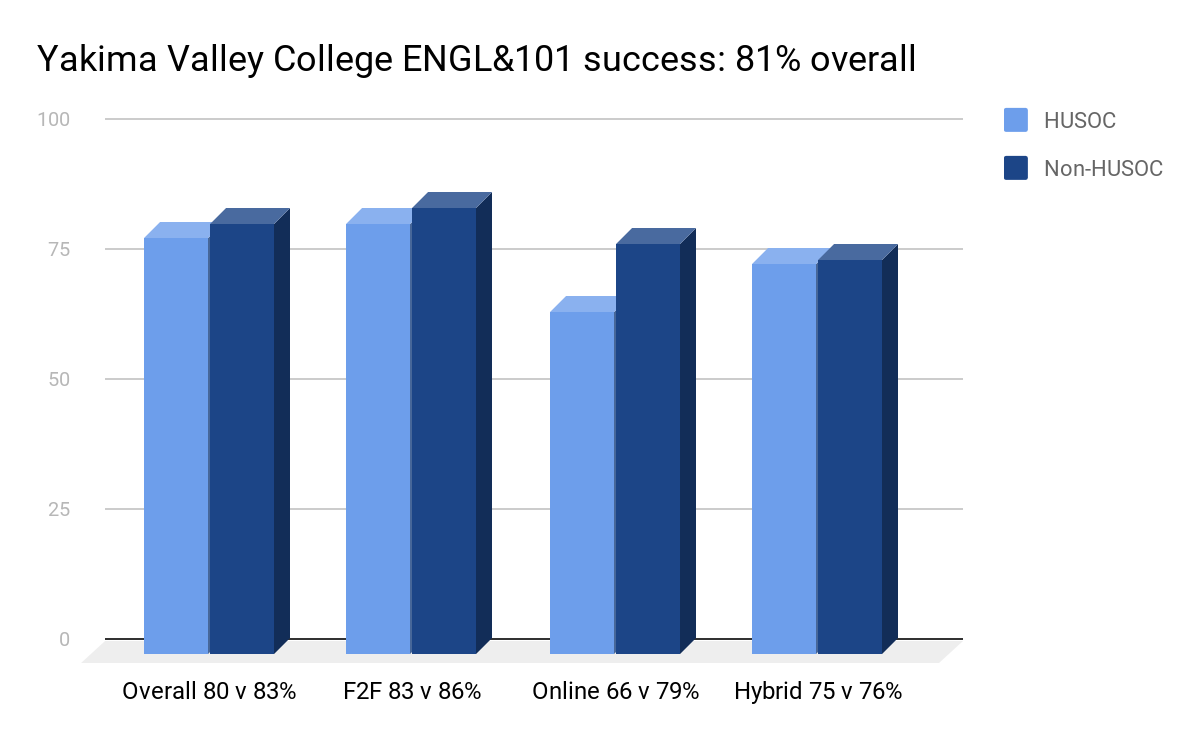 Yakima Valley College ENGL&101 success: 81% overall
100
75
50
25
0
HUSOC
Non-HUSOC
Overall 80 v 83%
F2F 83 v 86%
Online 66 v 79%
Hybrid 75 v 76%